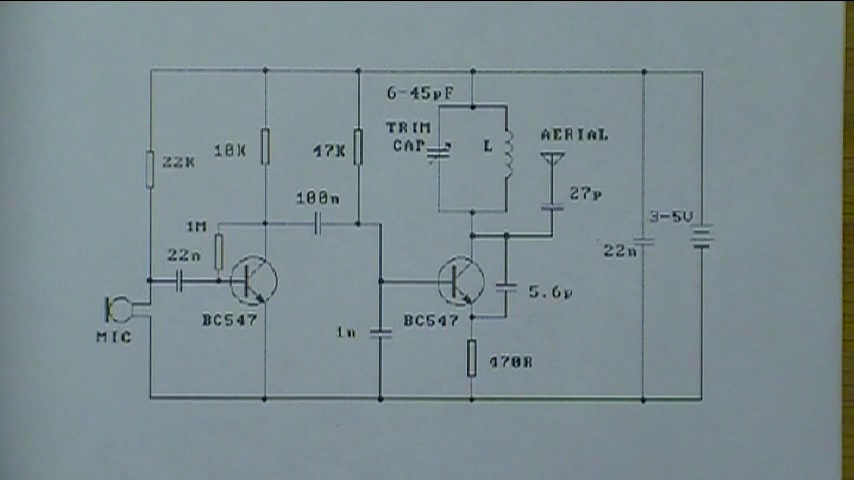 6-45pF
TRIM
CAP
L
AERIAL
22K
10K
47K
100n
27p
1M
22n
3-5V
22n
5.6p
MIC
BC547
1n
BC547
470R